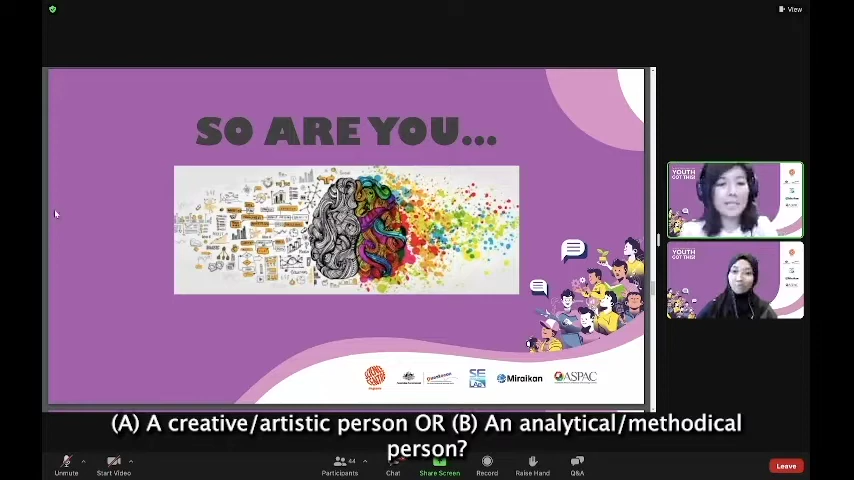 View
SO ARE YOU...
YOUTH
GOT THIS!
YOUTH
GOT THIS!
Miraikan
ASPAC
(A) A creative/artistic person OR (B) An analytical/methodical
person?
Unmute
Start Video
Participants
44
Chat
Share Screen
Record
Raise Hand
Q&A
Leave